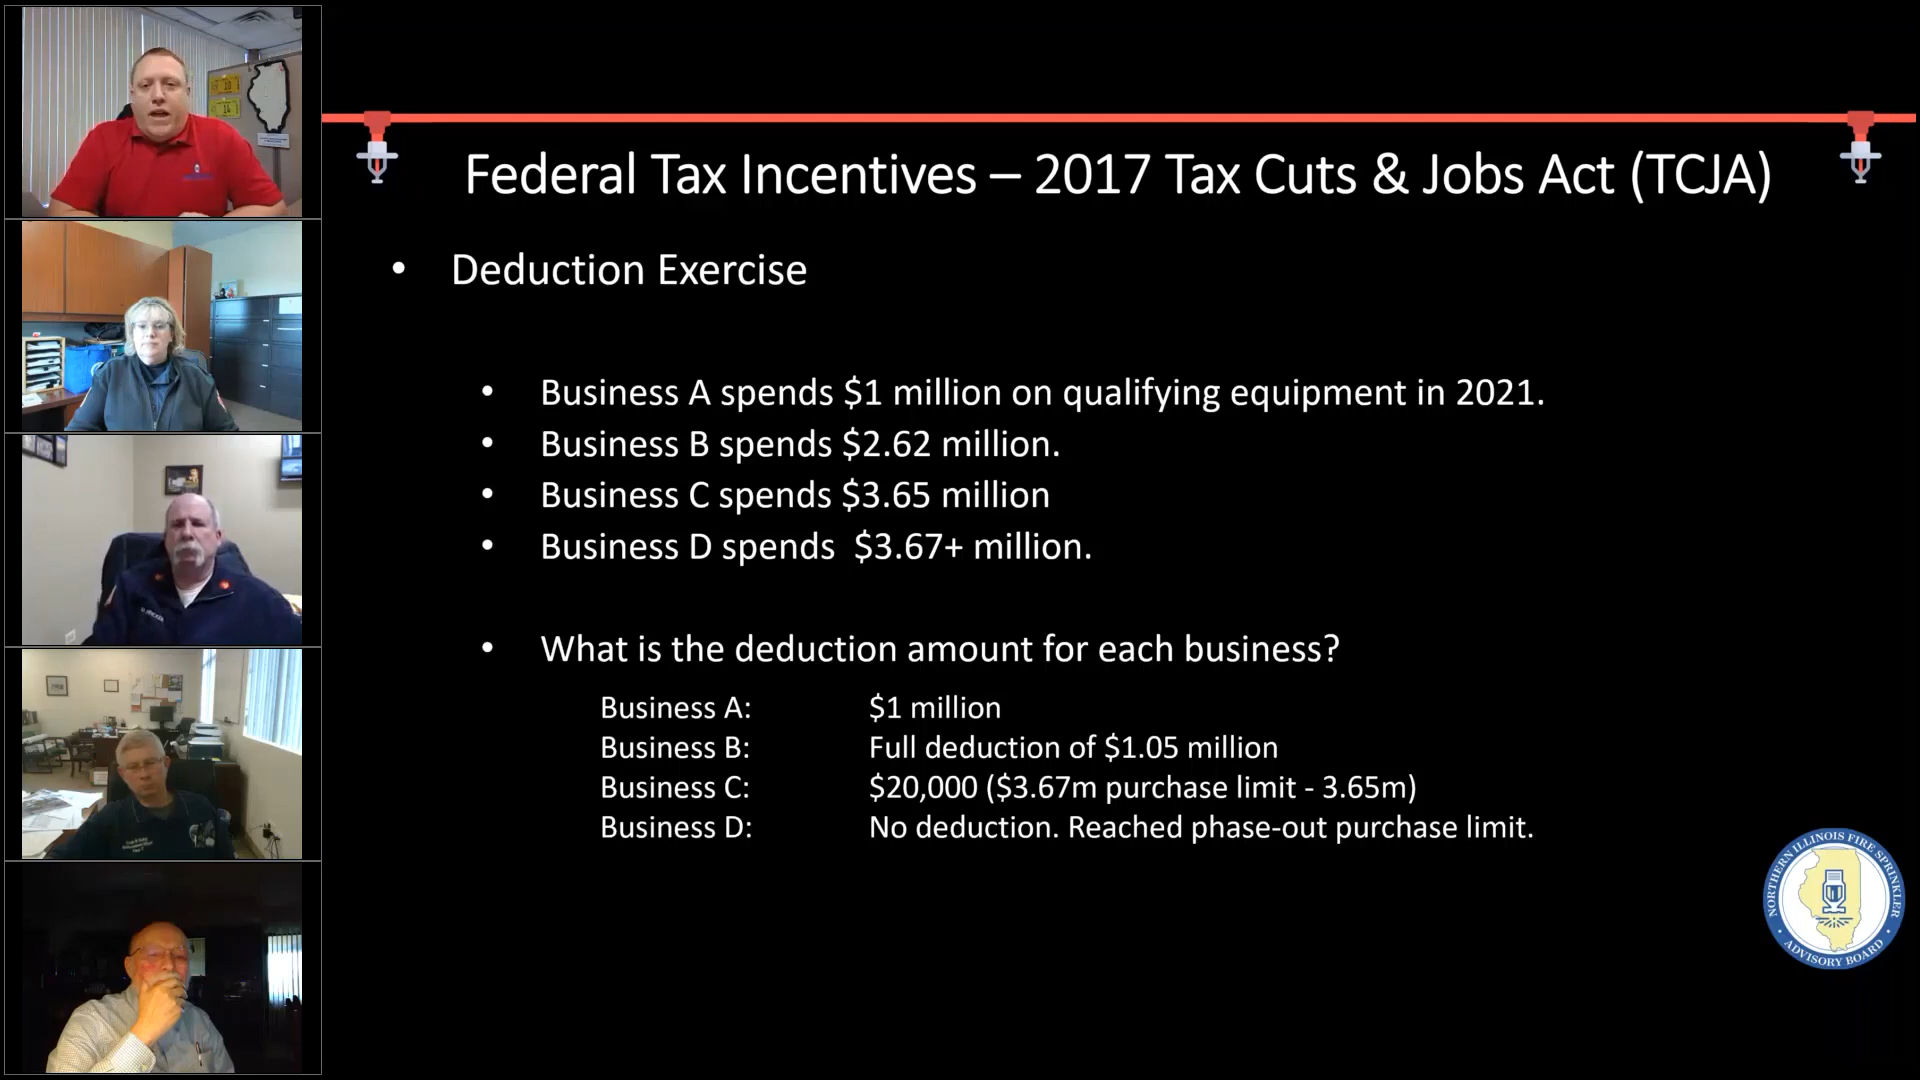 Federal Tax Incentives – 2017 Tax Cuts & Jobs Act (TCJA)
• Deduction Exercise
• Business A spends $1 million on qualifying equipment in 2021.
• Business B spends $2.62 million.
• Business C spends $3.65 million
• Business D spends $3.67+ million.
• What is the deduction amount for each business?
Business A: $1 million
Business B: Full deduction of $1.05 million
Business C: $20,000 ($3.67m purchase limit - 3.65m)
Business D: No deduction. Reached phase-out purchase limit.
NORTHERN ILLINOIS FIRE SPRINKLER
ADVISORY BOARD
10
14